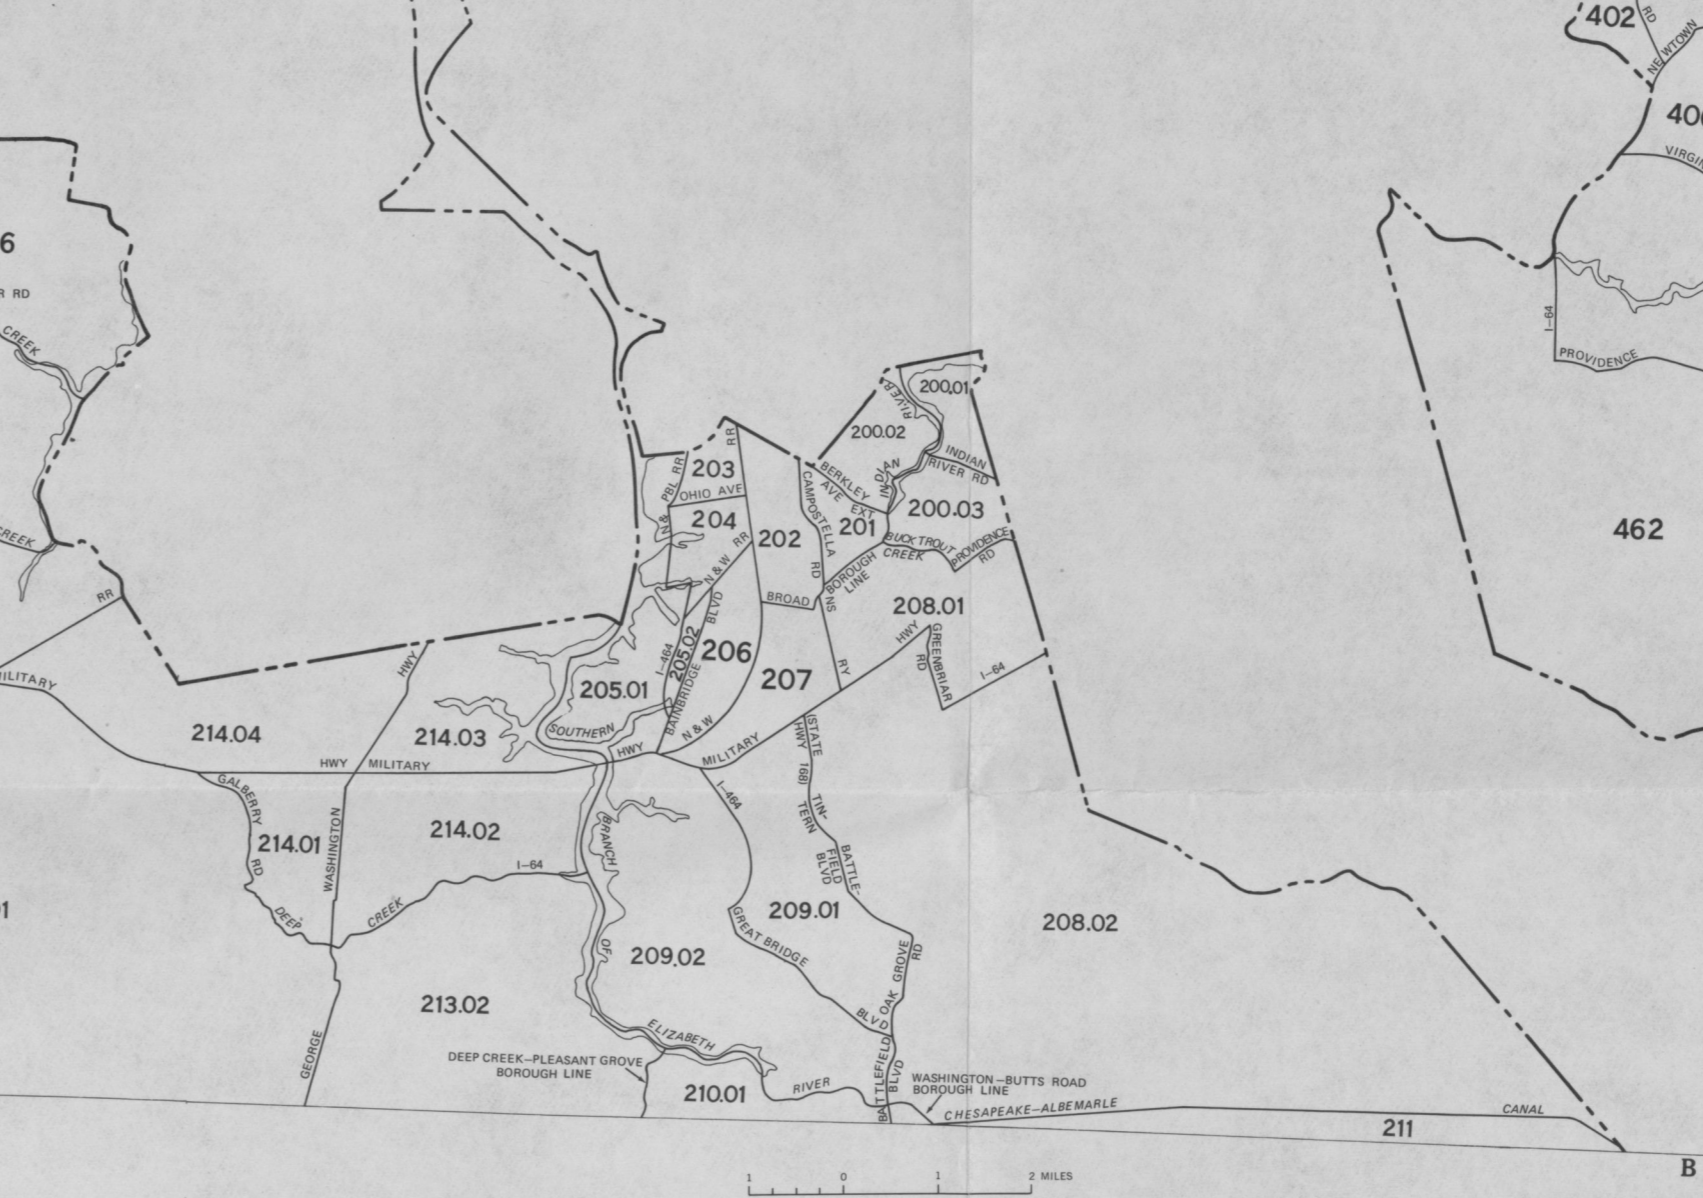 402
RD
NEWTOWN
406
VIRGIN
6
R RD
CREEK
I-64
PROVIDENCE
RIVER
200.01
RR
200.02
INDIAN
RIVER RD
203
N & PBL RR
BERKLEY
AVE EXT
INDIAN
CAMPOSTELLA RD
OHIO AVE
204
200.03
201
462
CREEK
202
N & W RR
BUCKTROUT
CREEK
PROVIDENCE
RD
BOROUGH
LINE
RR
BROAD
NS RY
208.01
BLVD
HWY
GREENBRIAR
RD
206
205.02
I-464
HWY
I-64
MILITARY
207
205.01
BAINBRIDGE
N & W
214.04
214.03
SOUTHERN
HWY
MILITARY
(STATE
HWY 168)
HWY MILITARY
GALBERRY
RD
I-464
TIN-
TERN
214.02
214.01
WASHINGTON
BRANCH
BATTLE-
FIELD
BLVD
I-64
1
DEEP
CREEK
GREAT BRIDGE
209.01
208.02
OF
209.02
OAK GROVE
RD
213.02
BLVD
ELIZABETH
GEORGE
DEEP CREEK-PLEASANT GROVE
BOROUGH LINE
BATTLEFIELD
BLVD
210.01
RIVER
WASHINGTON-BUTTS ROAD
BOROUGH LINE
CHESAPEAKE-ALBEMARLE
CANAL
211
B
1 0 1 2 MILES